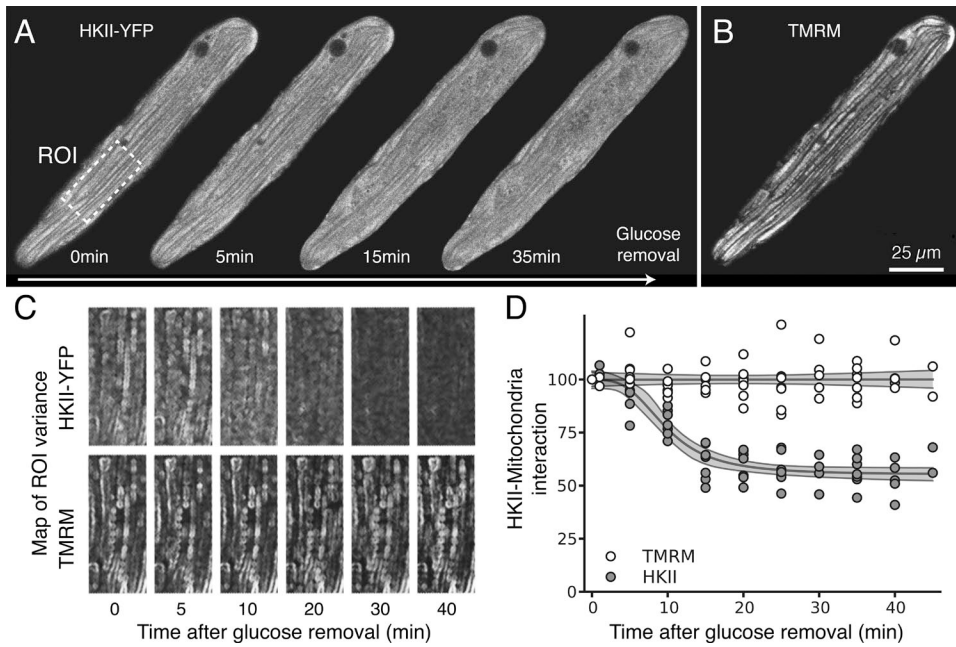 A
HKII-YFP
ROI
0min
5min
15min
35min
Glucose
removal
B
TMRM
25 µm
C
Map of ROI variance
HKII-YFP
TMRM
0
5
10
20
30
40
Time after glucose removal (min)
D
HKII-Mitochondria
interaction
100
75
50
25
0
TMRM
HKII
0
10
20
30
40
Time after glucose removal (min)